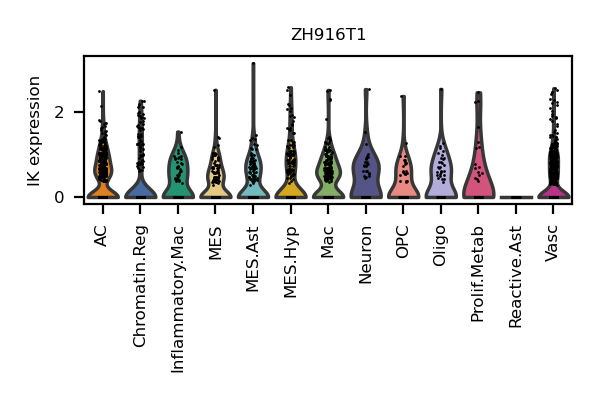 ZH916T1
IK expression
2
0
AC
Chromatin.Reg
Inflammatory.Mac
MES
MES.Ast
MES.Hyp
Mac
Neuron
OPC
Oligo
Prolif.Metab
Reactive.Ast
Vasc